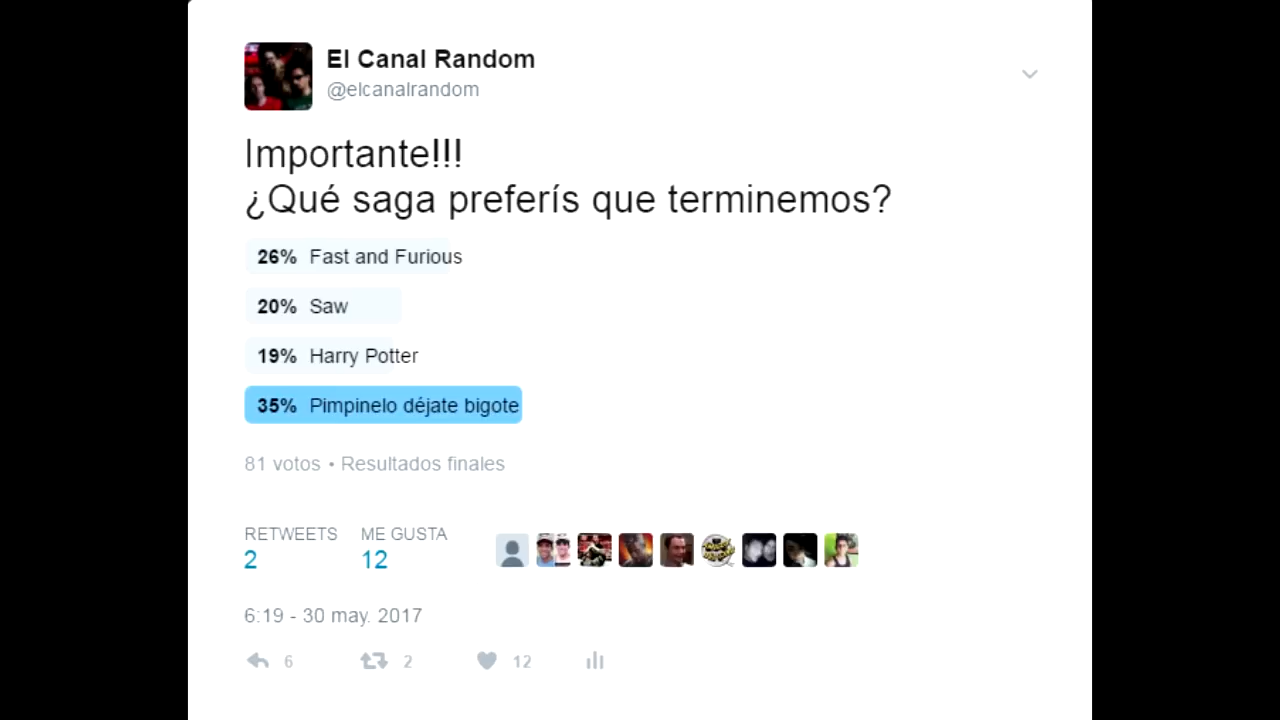 El Canal Random
@elcanalrandom
Importante!!!
¿Qué saga preferís que terminemos?
26% Fast and Furious
20% Saw
19% Harry Potter
35% Pimpinelo déjate bigote
81 votos • Resultados finales
RETWEETS ME GUSTA
2 12
6:19 - 30 may. 2017
6 2 12